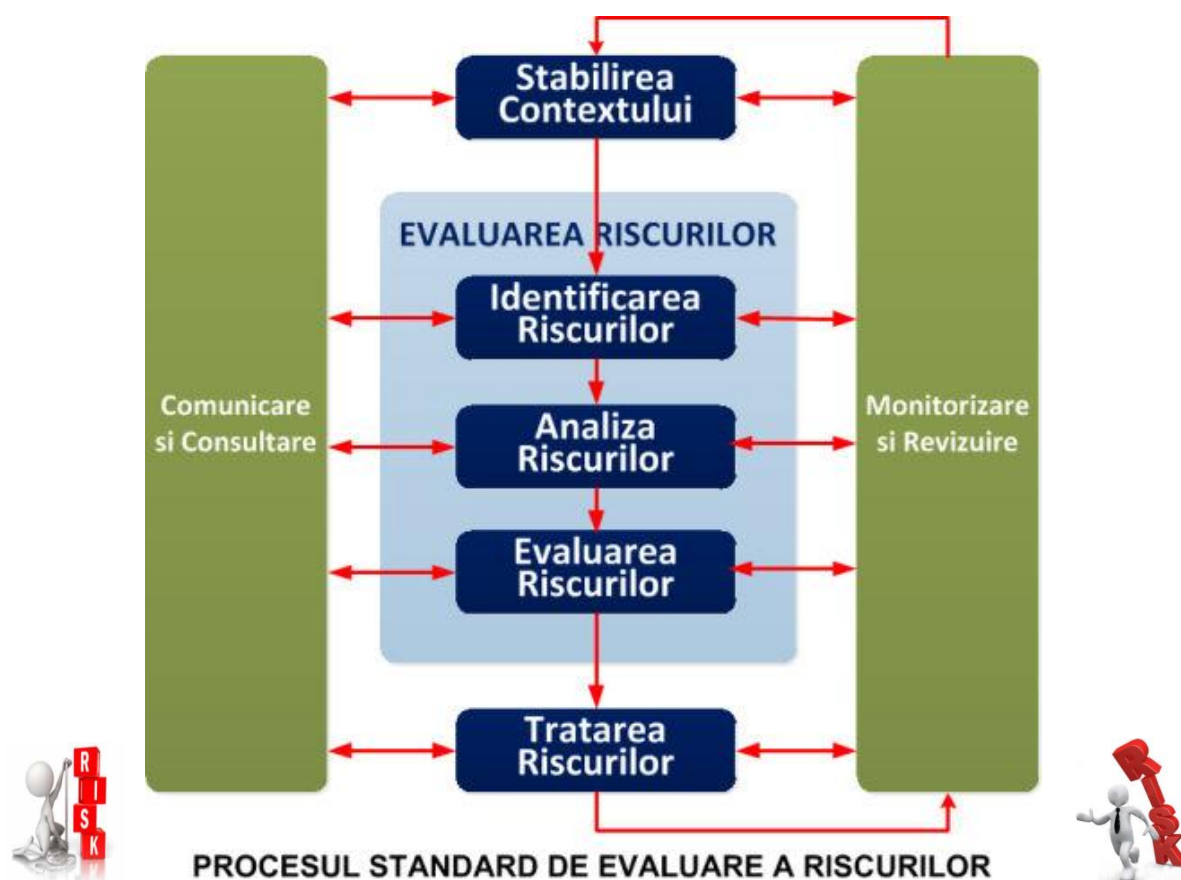 Stabilirea
Contextului
EVALUAREA RISCURILOR
Identificarea
Riscurilor
Comunicare
si Consultare
Analiza
Riscurilor
Monitorizare
si Revizuire
Evaluarea
Riscurilor
Tratarea
Riscurilor
R
I
S
K
RISK
PROCESUL STANDARD DE EVALUARE A RISCURILOR